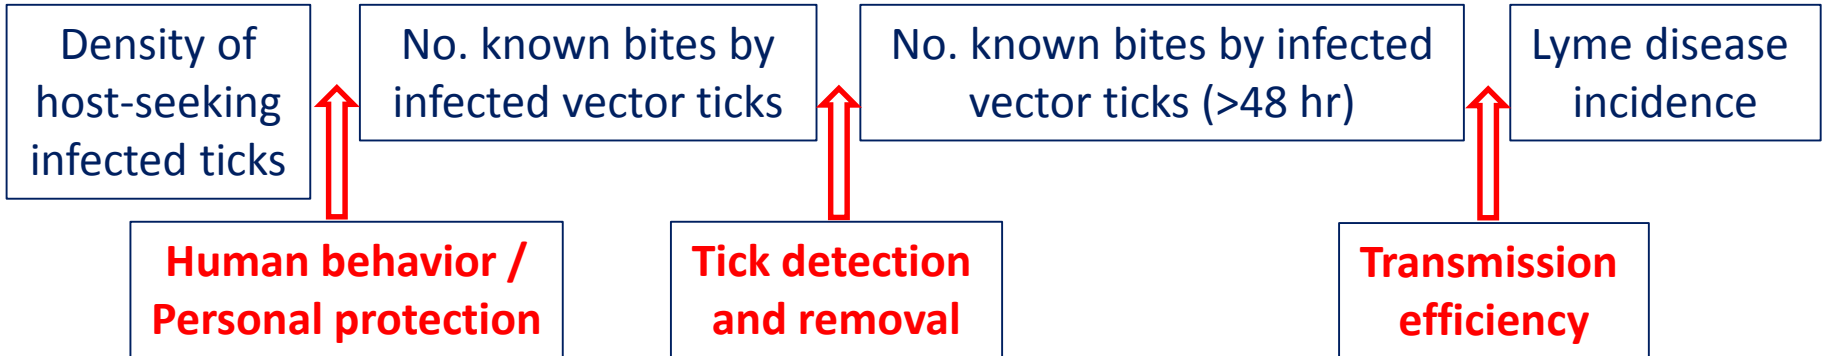 Density of
host-seeking
infected ticks
No. known bites by
infected vector ticks
No. known bites by infected
vector ticks (>48 hr)
Lyme disease
incidence
Human behavior /
Personal protection
Tick detection
and removal
Transmission
efficiency